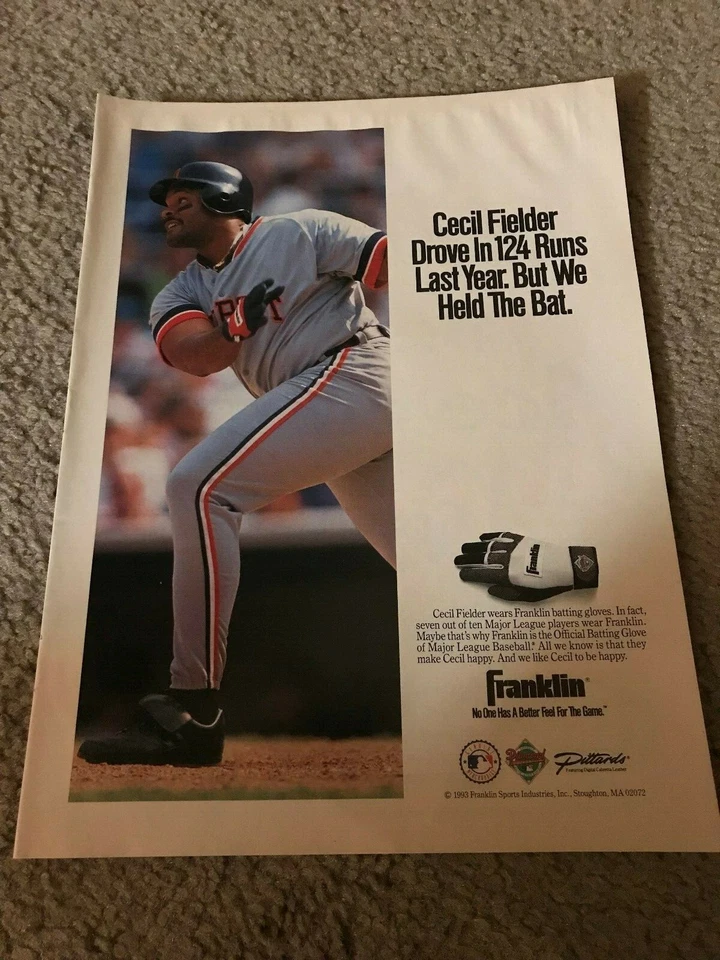 Cecil Fielder
Drove In 124 Runs
Last Year. But We
Held The Bat.
Franklin
Cecil Fielder wears Franklin batting gloves. In fact,
seven out of ten Major League players wear Franklin.
Maybe that's why Franklin is the Official Batting Glove
of Major League Baseball.® All we know is that they
make Cecil happy. And we like Cecil to be happy.
Franklin®
No One Has A Better Feel For The Game.™
Pittards®
© 1993 Franklin Sports Industries, Inc., Stoughton, MA 02072